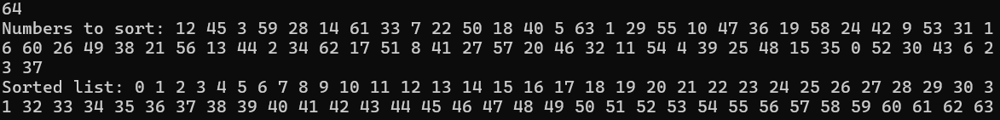 64
Numbers to sort: 12 45 3 59 28 14 61 33 7 22 50 18 40 5 63 1 29 55 10 47 36 19 58 24 42 9 53 31 1
6 60 26 49 38 21 56 13 44 2 34 62 17 51 8 41 27 57 20 46 32 11 54 4 39 25 48 15 35 0 52 30 43 6 2
3 37
Sorted list: 0 1 2 3 4 5 6 7 8 9 10 11 12 13 14 15 16 17 18 19 20 21 22 23 24 25 26 27 28 29 30 3
1 32 33 34 35 36 37 38 39 40 41 42 43 44 45 46 47 48 49 50 51 52 53 54 55 56 57 58 59 60 61 62 63